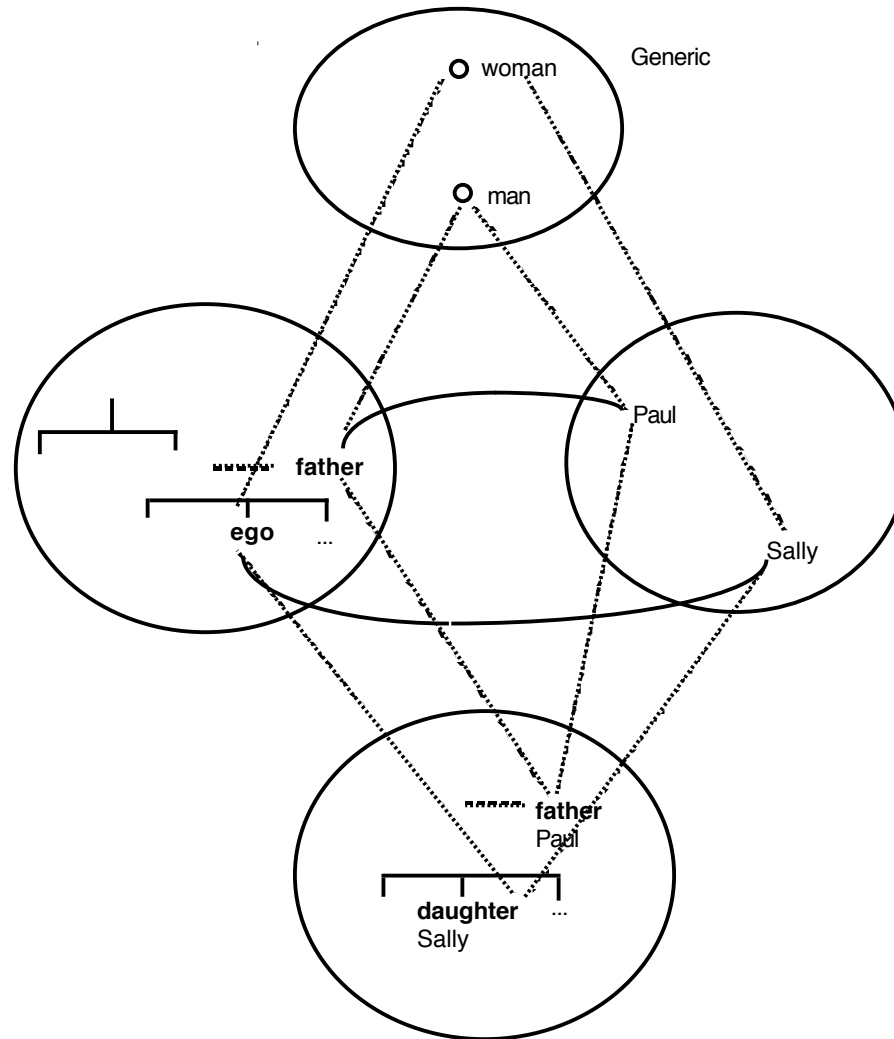 woman
Generic
man
Paul
father
ego
...
Sally
father
Paul
daughter
...
Sally